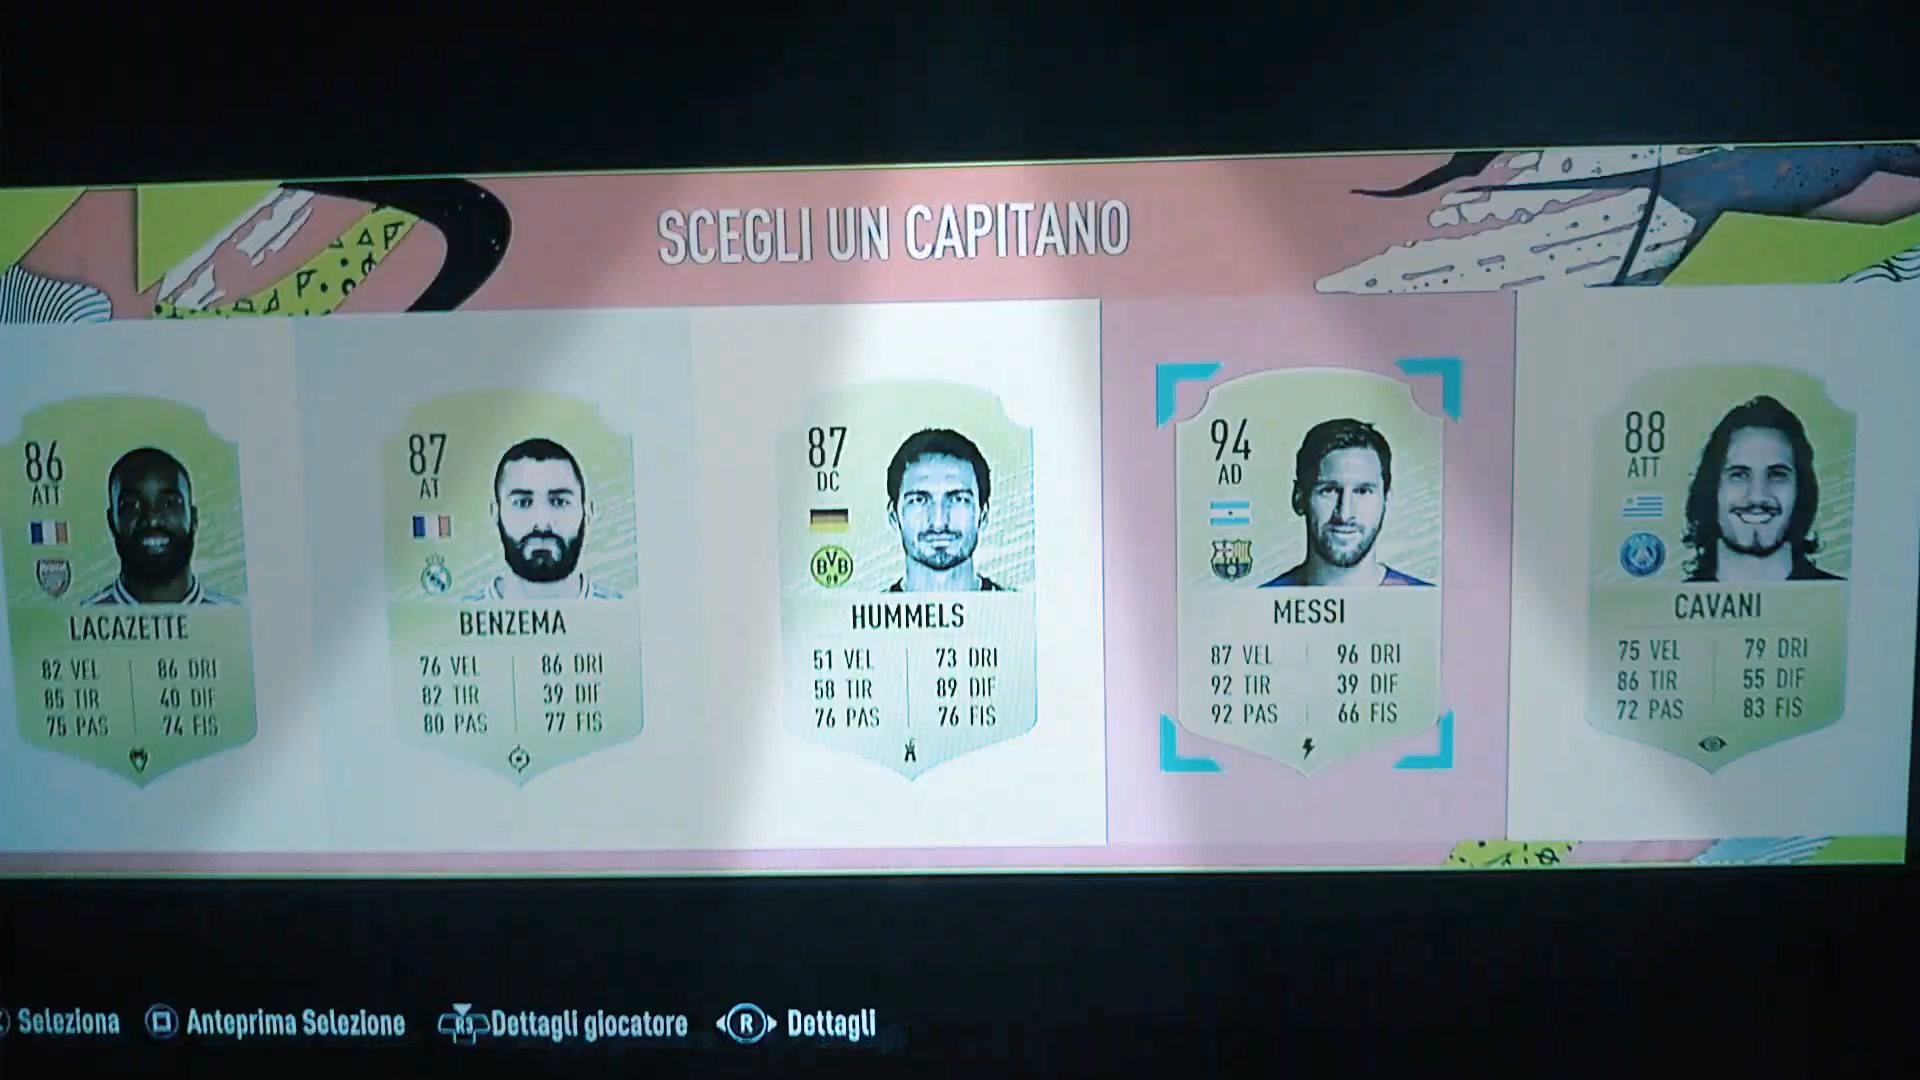 SCEGLI UN CAPITANO
86
ATT
LACAZETTE
82 VEL 86 DRI
85 TIR 40 DIF
75 PAS 74 FIS
87
AT
BENZEMA
76 VEL 86 DRI
82 TIR 39 DIF
80 PAS 77 FIS
87
DC
BVB
09
HUMMELS
51 VEL 73 DRI
58 TIR 89 DIF
76 PAS 76 FIS
94
AD
MESSI
87 VEL 96 DRI
92 TIR 39 DIF
92 PAS 66 FIS
88
ATT
CAVANI
75 VEL 79 DRI
86 TIR 55 DIF
72 PAS 83 FIS
Seleziona Anteprima Selezione R3 Dettagli giocatore R Dettagli